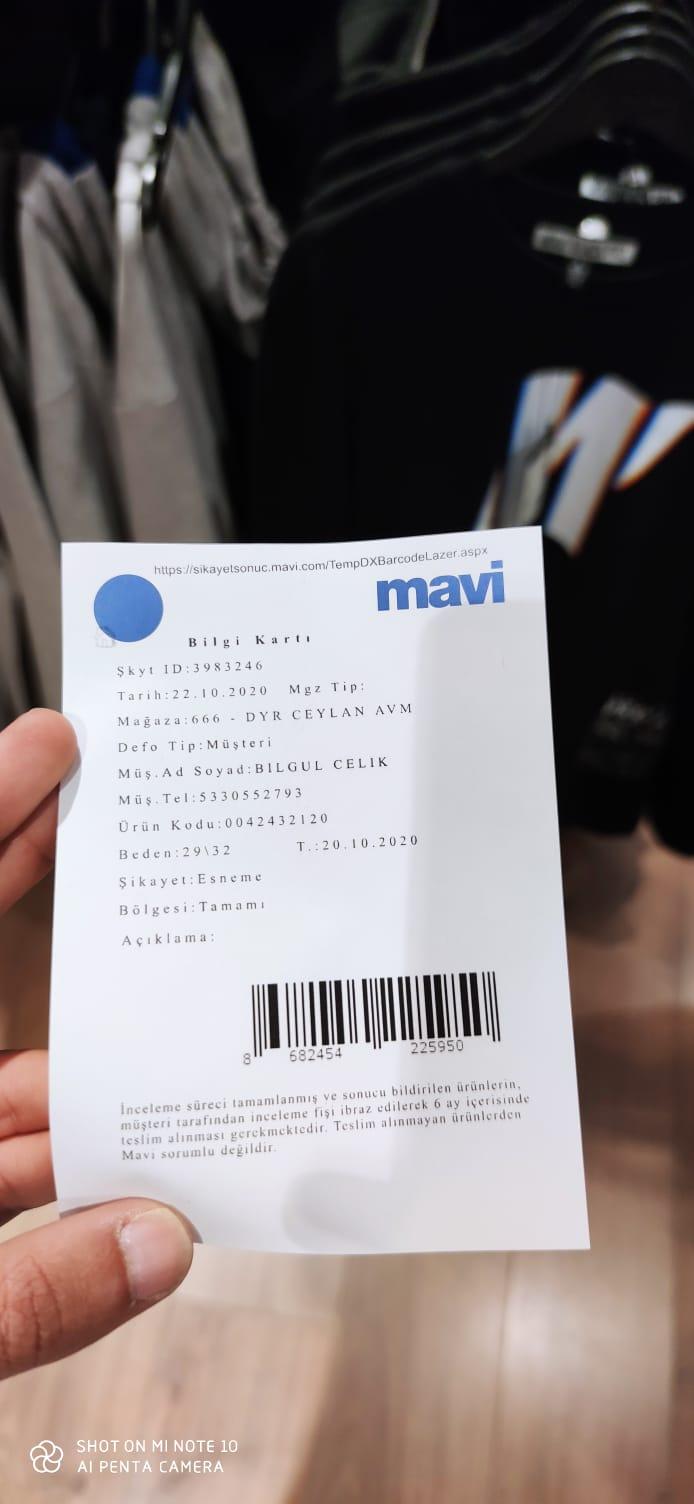 https://sikayetsonuc.mavi.com/TempDXBarcodeLazer.aspx
mavi
Bilgi Kartı
Şkyt ID:3983246
Tarih:22.10.2020 Mgz Tip:
Mağaza:666 - DYR CEYLAN AVM
Defo Tip:Müşteri
Müş.Ad Soyad:BILGUL CELIK
Müş.Tel:5330552793
Ürün Kodu:0042432120
Beden:29\32 T.:20.10.2020
Şikayet:Esneme
Bölgesi:Tamamı
Açıklama:
8 682454 225950
İnceleme süreci tamamlanmış ve sonucu bildirilen ürünlerin,
müşteri tarafından inceleme fişi ibraz edilerek 6 ay içerisinde
teslim alınması gerekmektedir. Teslim alınmayan ürünlerden
Mavi sorumlu değildir.
SHOT ON MI NOTE 10
AI PENTA CAMERA